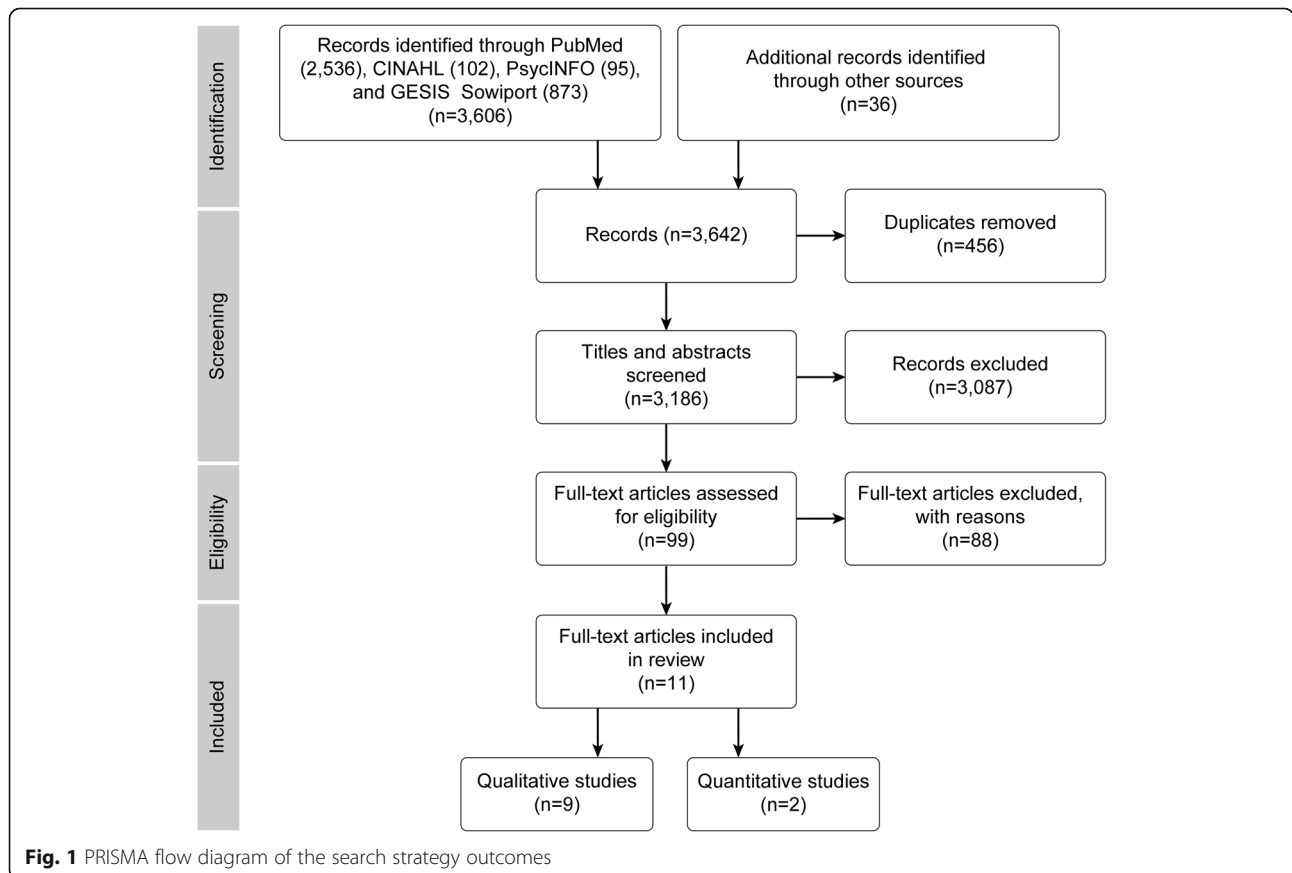 Identification
Records identified through PubMed
(2,536), CINAHL (102), PsycINFO (95),
and GESIS Sowiport (873)
(n=3,606)
Additional records identified
through other sources
(n=36)
Screening
Records (n=3,642)
Duplicates removed
(n=456)
Titles and abstracts
screened
(n=3,186)
Records excluded
(n=3,087)
Eligibility
Full-text articles assessed
for eligibility
(n=99)
Full-text articles excluded,
with reasons
(n=88)
Included
Full-text articles included
in review
(n=11)
Qualitative studies
(n=9)
Quantitative studies
(n=2)
Fig. 1 PRISMA flow diagram of the search strategy outcomes